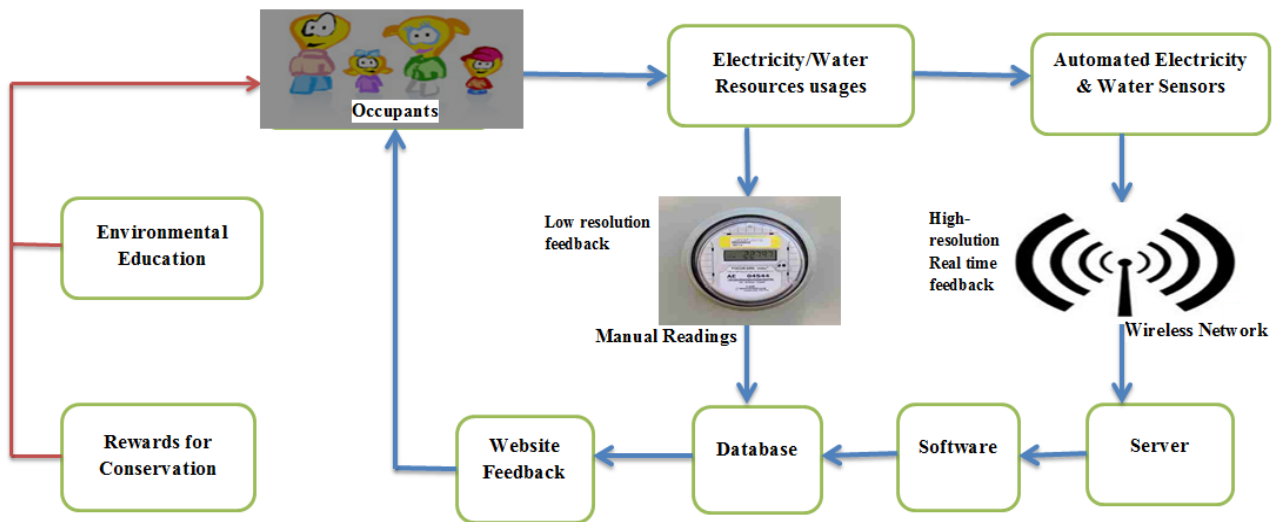 Occupants
Electricity/Water
Resources usages
Automated Electricity
& Water Sensors
Environmental
Education
Low resolution
feedback
High-
resolution
Real time
feedback
Manual Readings
Wireless Network
Rewards for
Conservation
Website
Feedback
Database
Software
Server